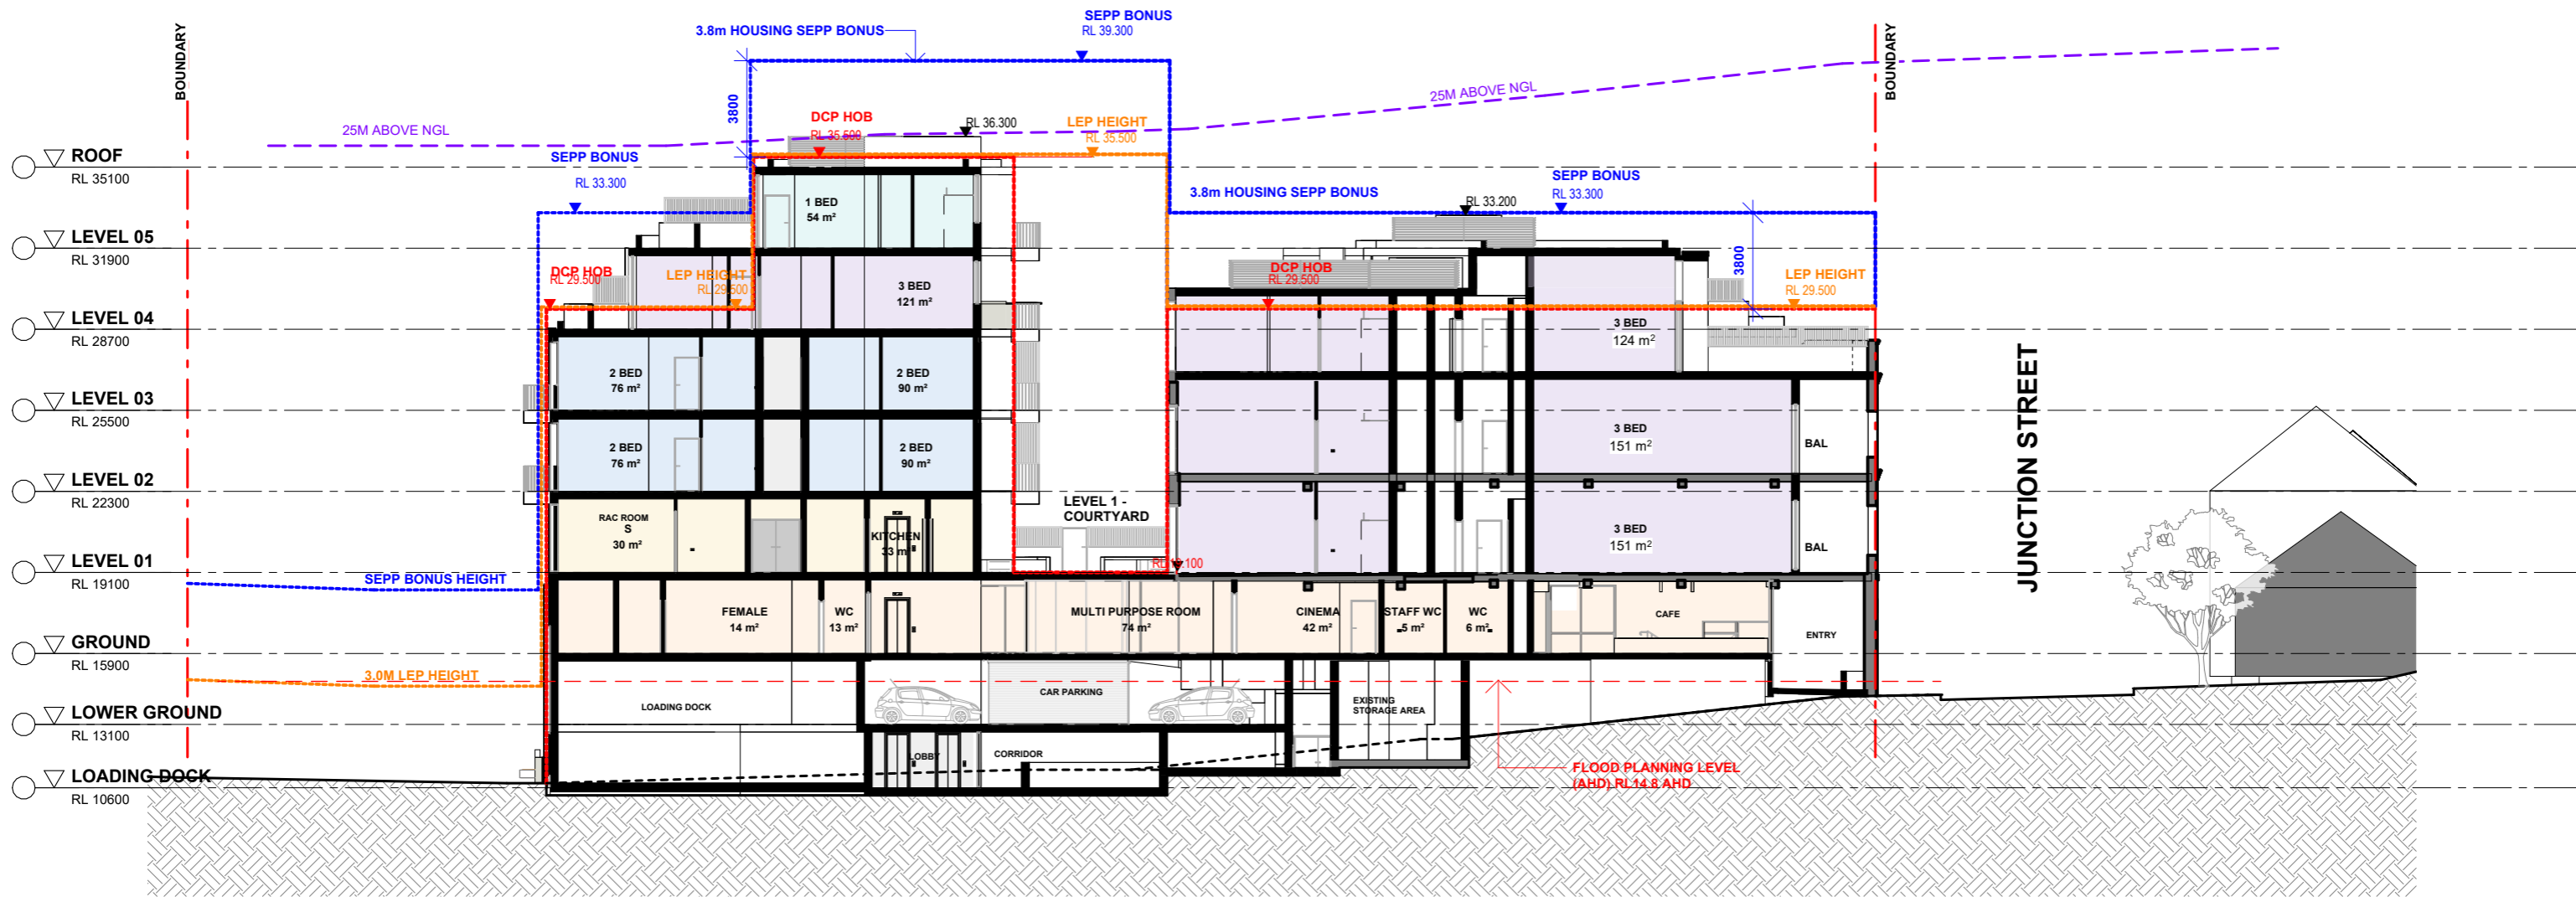 BOUNDARY
3.8m HOUSING SEPP BONUS
SEPP BONUS
RL 39.300
BOUNDARY
3800
25M ABOVE NGL
25M ABOVE NGL
DCP HOB
RL 35.500
RL 36.300
LEP HEIGHT
RL 35.500
ROOF
RL 35100
SEPP BONUS
RL 33.300
3.8m HOUSING SEPP BONUS
RL 33.200
SEPP BONUS
RL 33.300
1 BED
54 m²
LEVEL 05
RL 31900
DCP HOB
RL 29.500
LEP HEIGHT
RL 29.500
3 BED
121 m²
DCP HOB
RL 29.500
3800
LEP HEIGHT
RL 29.500
LEVEL 04
RL 28700
3 BED
124 m²
2 BED
76 m²
2 BED
90 m²
LEVEL 03
RL 25500
3 BED
151 m²
BAL
2 BED
76 m²
2 BED
90 m²
JUNCTION STREET
LEVEL 02
RL 22300
LEVEL 1 -
COURTYARD
RAC ROOM
S
30 m²
KITCHEN
33 m²
3 BED
151 m²
BAL
LEVEL 01
RL 19100
SEPP BONUS HEIGHT
FEMALE
14 m²
WC
13 m²
MULTI PURPOSE ROOM
74 m²
CINEMA
42 m²
STAFF WC
5 m²
WC
6 m²
CAFE
ENTRY
GROUND
RL 15900
3.0M LEP HEIGHT
LOADING DOCK
CAR PARKING
EXISTING
STORAGE AREA
LOWER GROUND
RL 13100
LOBBY
CORRIDOR
FLOOD PLANNING LEVEL
(AHD) RL14.8 AHD
LOADING DOCK
RL 10600